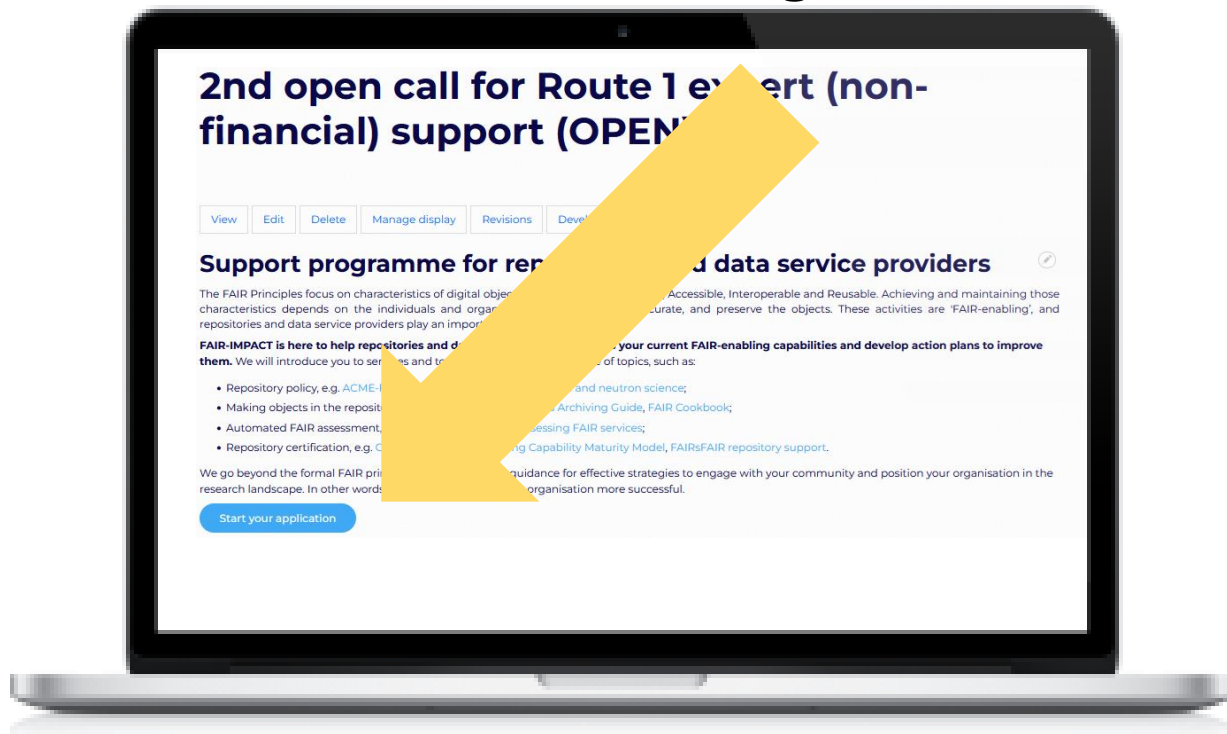 2nd open call for Route 1 expert (non-
financial) support (OPEN)
View Edit Delete Manage display Revisions Devel
Support programme for rep d data service providers
The FAIR Principles focus on characteristics of digital objec Accessible, Interoperable and Reusable. Achieving and maintaining those
characteristics depends on the individuals and organ curate, and preserve the objects. These activities are ‘FAIR-enabling’, and
repositories and data service providers play an impor
FAIR-IMPACT is here to help repositories and d your current FAIR-enabling capabilities and develop action plans to improve
them. We will introduce you to services and to of topics, such as:
• Repository policy, e.g. ACME- and neutron science;
• Making objects in the reposit Archiving Guide, FAIR Cookbook;
• Automated FAIR assessment, assessing FAIR services;
• Repository certification, e.g. ng Capability Maturity Model, FAIRsFAIR repository support.
We go beyond the formal FAIR prin guidance for effective strategies to engage with your community and position your organisation in the
research landscape. In other words organisation more successful.
Start your application